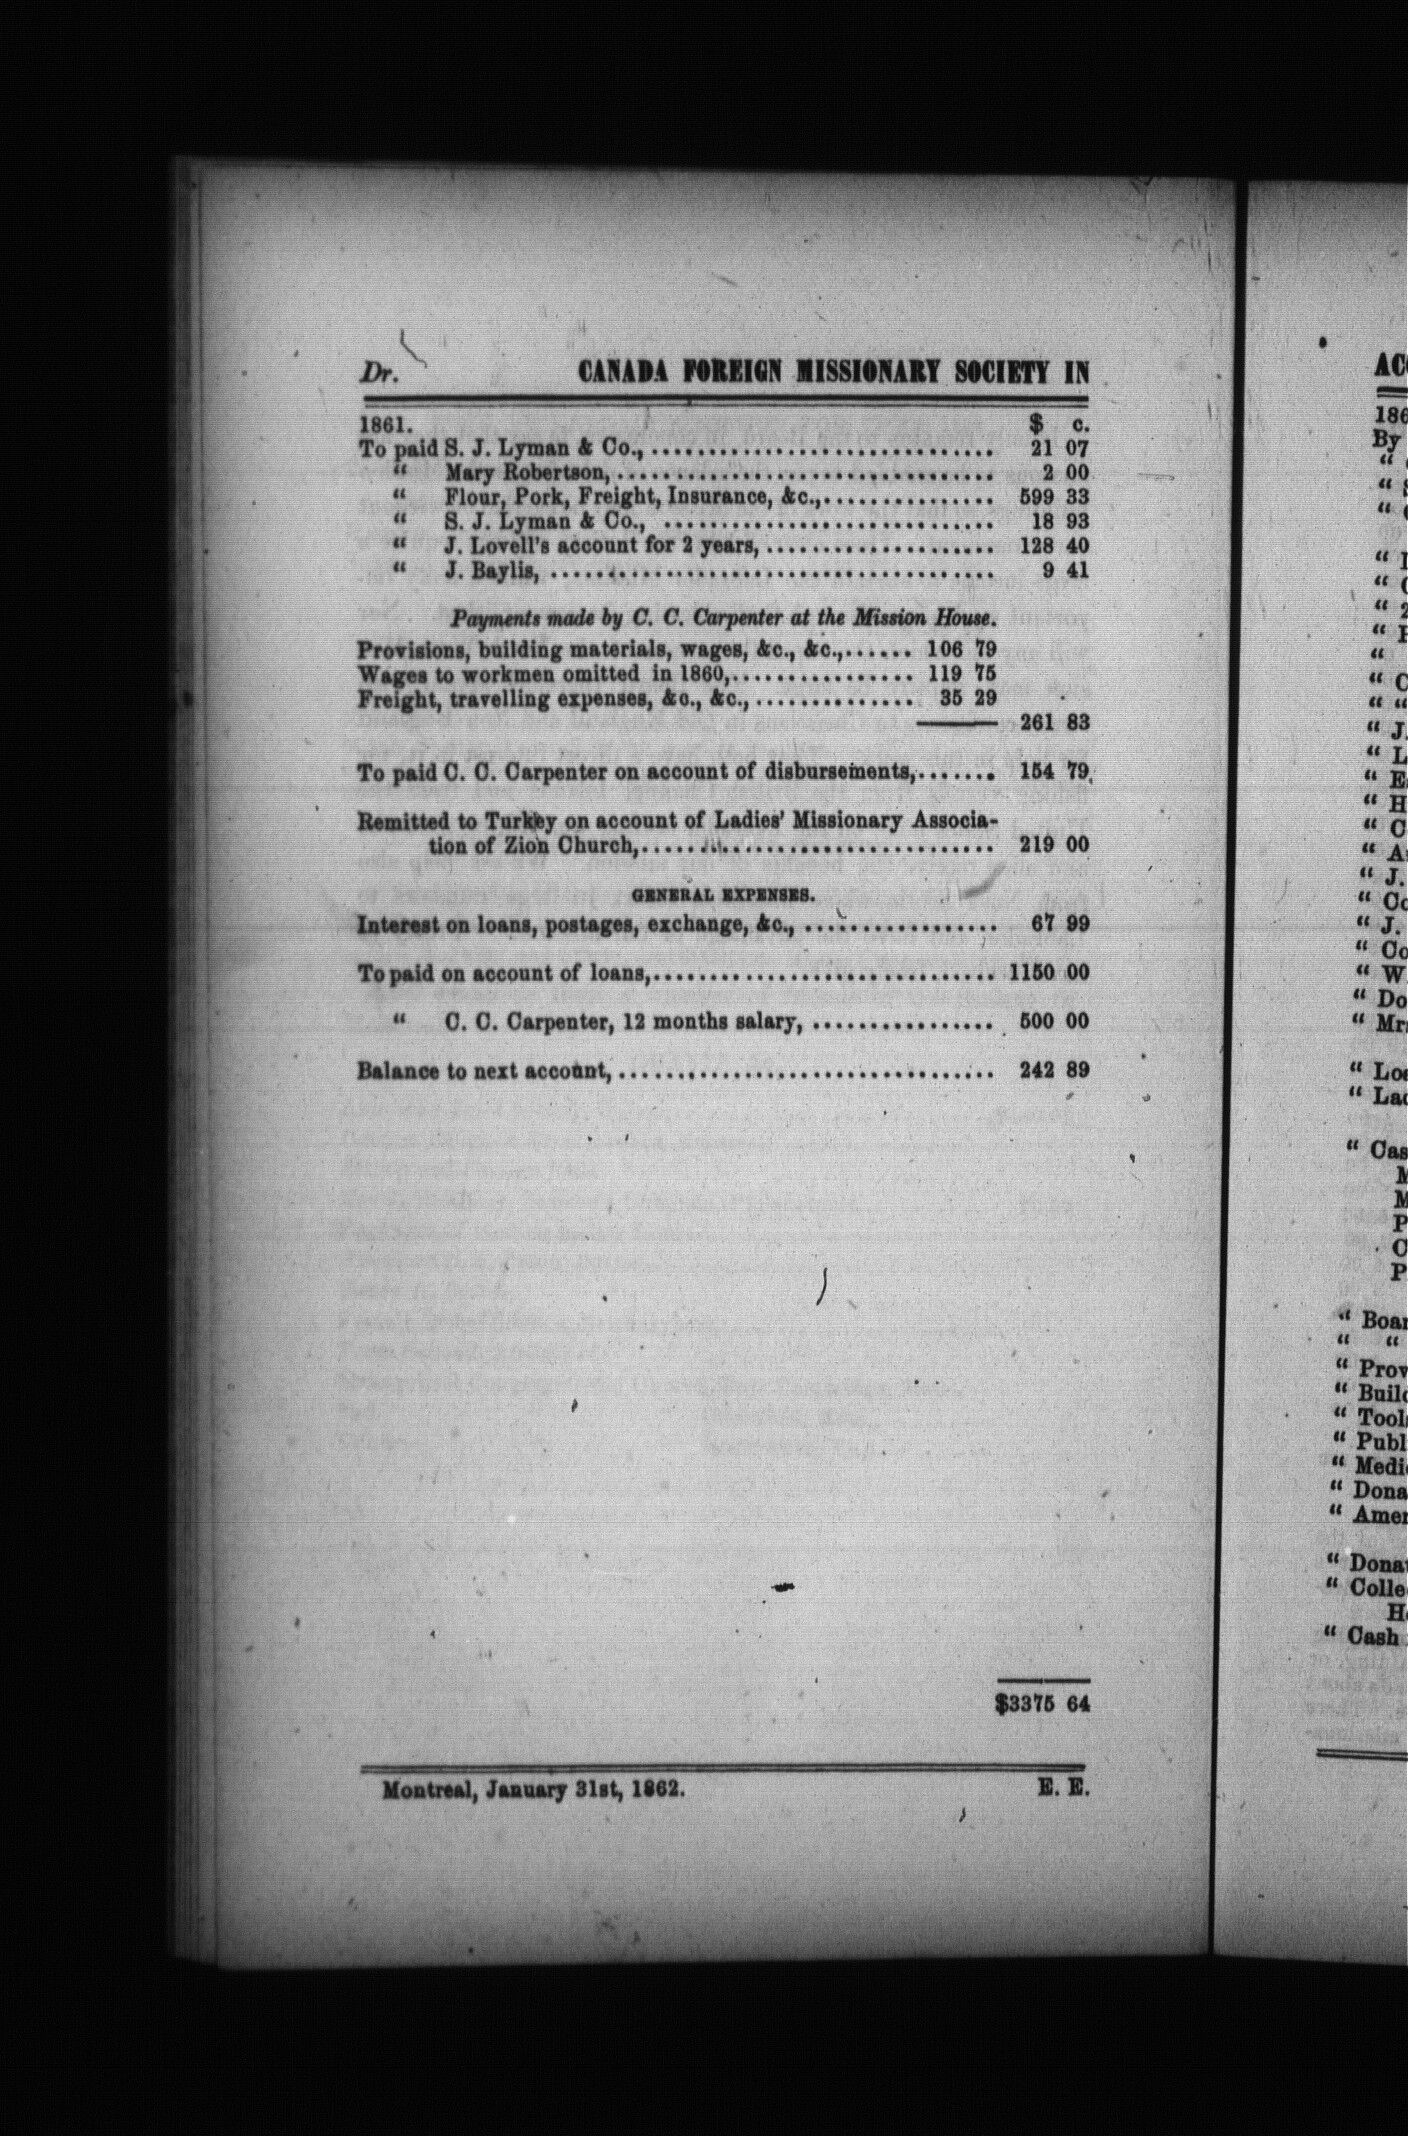 Dr. CANADA FOREIGN MISSIONARY SOCIETY IN
1861. $ c.
To paid S. J. Lyman & Co., .............................. 21 07
“ Mary Robertson, ................................. 2 00
“ Flour, Pork, Freight, Insurance, &c., ............... 599 33
“ S. J. Lyman & Co., ............................. 18 93
“ J. Lovell's account for 2 years, .................... 128 40
“ J. Baylis, ....................................... 9 41
Payments made by C. C. Carpenter at the Mission House.
Provisions, building materials, wages, &c., &c., ...... 106 79
Wages to workmen omitted in 1860, ................ 119 75
Freight, travelling expenses, &c., &c., .............. 35 29
261 83
To paid C. C. Carpenter on account of disbursements, ....... 154 79
Remitted to Turkey on account of Ladies' Missionary Associa-
tion of Zion Church, ............................... 219 00
GENERAL EXPENSES.
Interest on loans, postages, exchange, &c., ................. 67 99
To paid on account of loans, .............................. 1150 00
“ C. C. Carpenter, 12 months salary, ................ 500 00
Balance to next account, ................................. 242 89
$3375 64
Montreal, January 31st, 1862. E. E.
By
“
“
“
“
“
“
“
“
“
“ “
“ J.
“
“
“
“
“
“ J.
“
“ J.
“
“
“
“
“
“
“
“
“ “
“
“
“
“
“
“
“
“
“
“ Cash